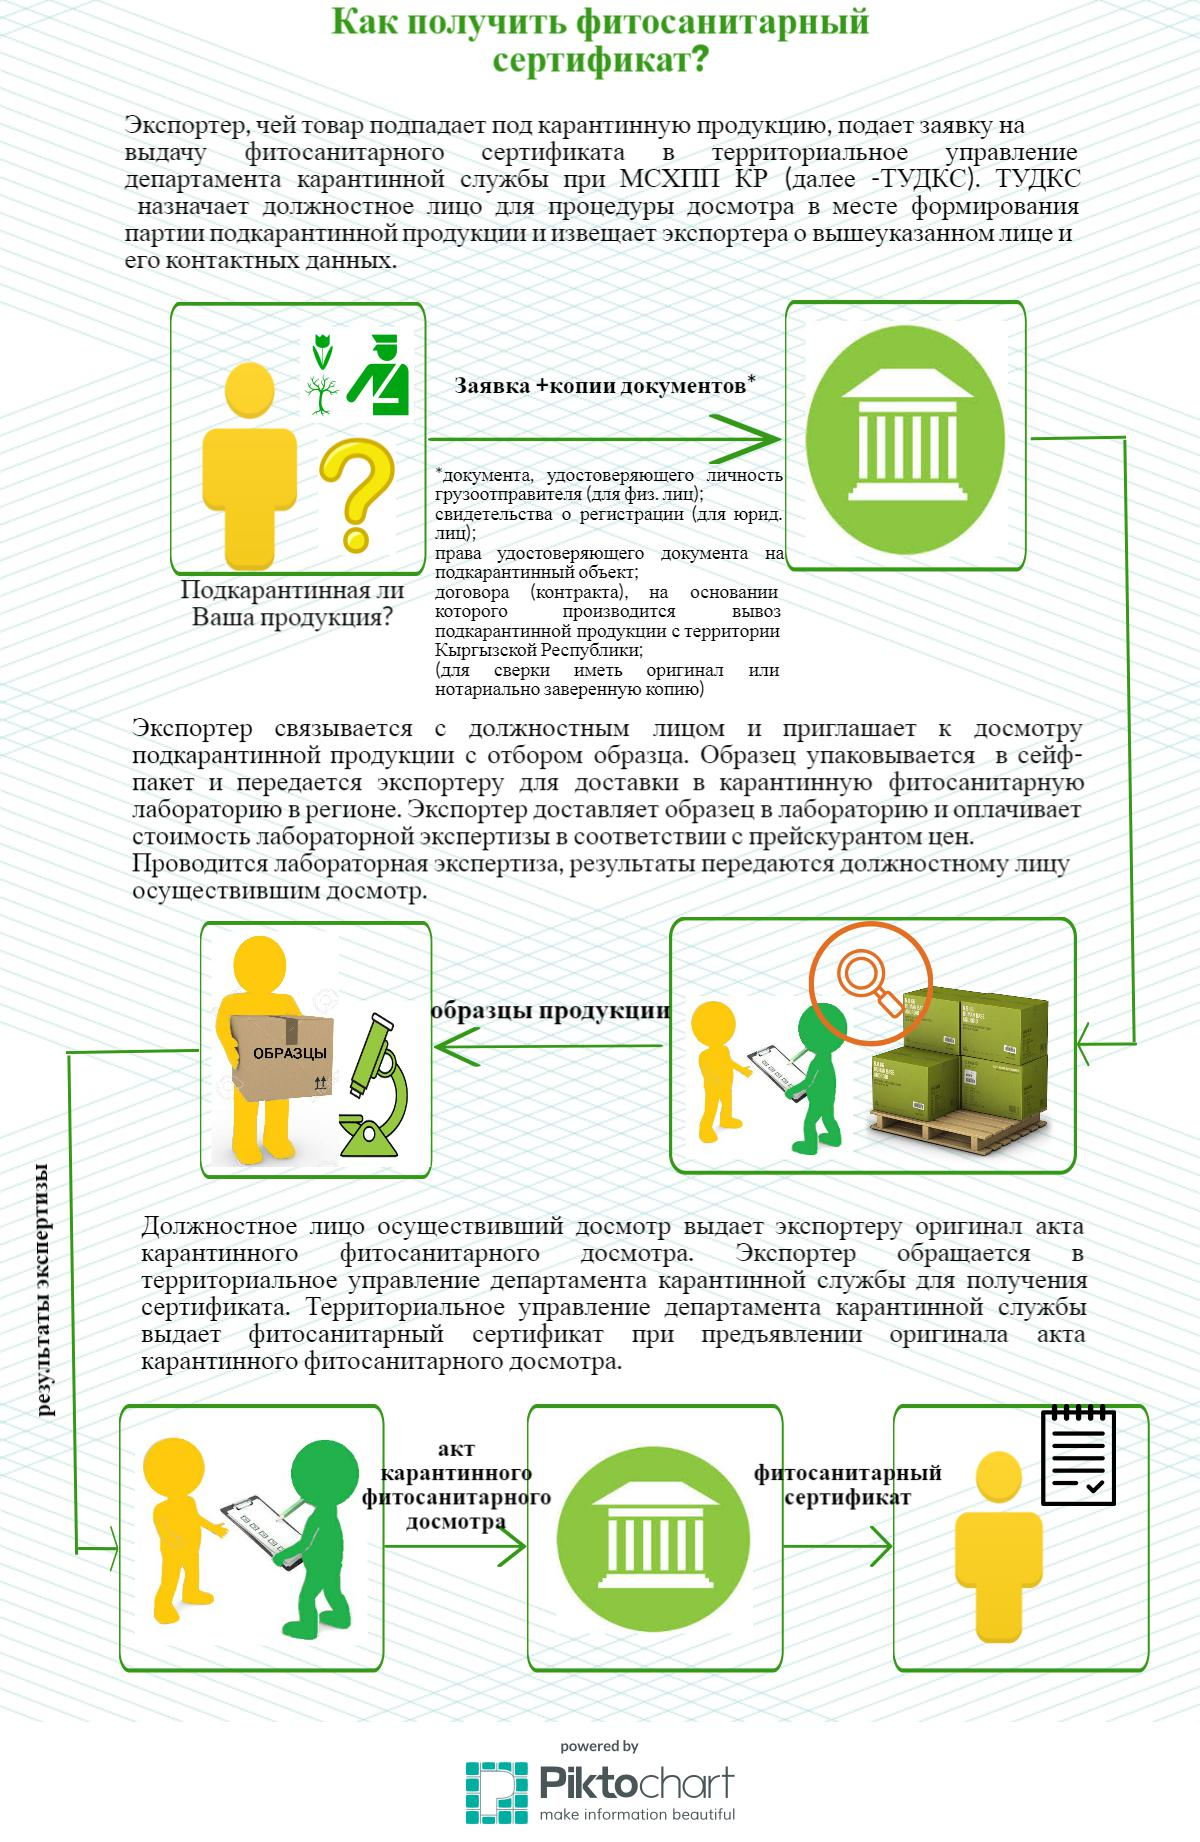 Как получить фитосанитарный
сертификат?
Экспортер, чей товар подпадает под карантинную продукцию, подает заявку на
выдачу фитосанитарного сертификата в территориальное управление
департамента карантинной службы при МСХПП КР (далее -ТУДКС). ТУДКС
назначает должностное лицо для процедуры досмотра в месте формирования
партии подкарантинной продукции и извещает экспортера о вышеуказанном лице и
его контактных данных.
Заявка +копии документов*
*документа, удостоверяющего личность
грузоотправителя (для физ. лиц);
свидетельства о регистрации (для юрид.
лиц);
права удостоверяющего документа на
подкарантинный объект;
договора (контракта), на основании
которого производится вывоз
подкарантинной продукции с территории
Кыргызской Республики;
(для сверки иметь оригинал или
нотариально заверенную копию)
Подкарантинная ли
Ваша продукция?
Экспортер связывается с должностным лицом и приглашает к досмотру
подкарантинной продукции с отбором образца. Образец упаковывается в сейф-
пакет и передается экспортеру для доставки в карантинную фитосанитарную
лабораторию в регионе. Экспортер доставляет образец в лабораторию и оплачивает
стоимость лабораторной экспертизы в соответствии с прейскурантом цен.
Проводится лабораторная экспертиза, результаты передаются должностному лицу
осуществившим досмотр.
образцы продукции
ОБРАЗЦЫ
результаты экспертизы
Должностное лицо осуществивший досмотр выдает экспортеру оригинал акта
карантинного фитосанитарного досмотра. Экспортер обращается в
территориальное управление департамента карантинной службы для получения
сертификата. Территориальное управление департамента карантинной службы
выдает фитосанитарный сертификат при предъявлении оригинала акта
карантинного фитосанитарного досмотра.
акт
карантинного
фитосанитарного
досмотра
фитосанитарный
сертификат
powered by
Piktochart
make information beautiful